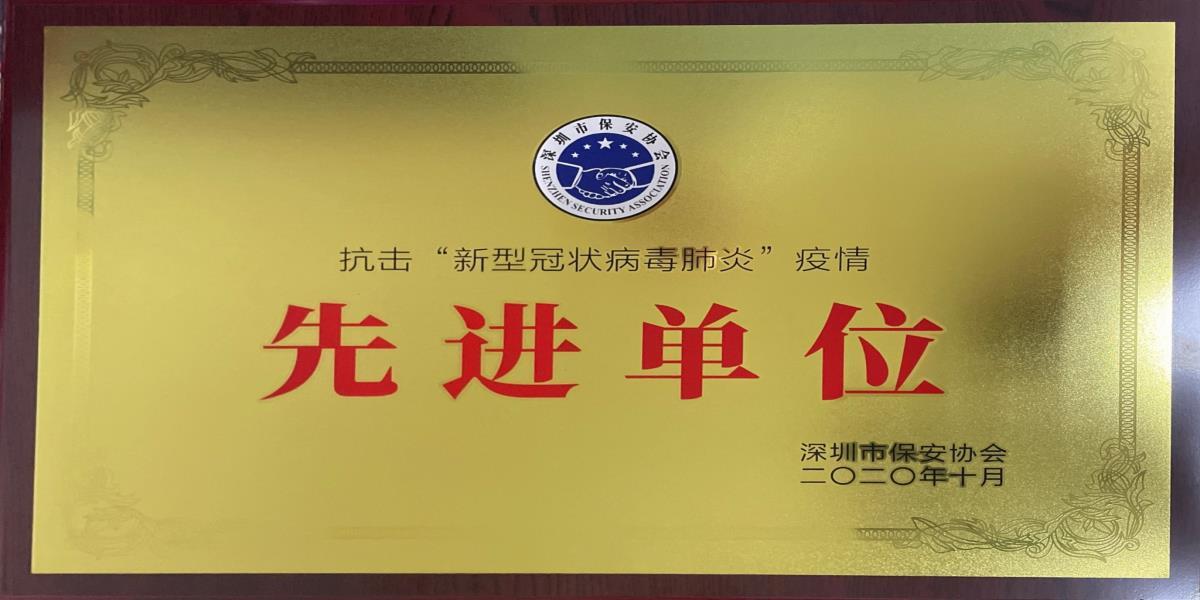 深圳市保安协会
SHENZHEN SECURITY ASSOCIATION
抗击“新型冠状病毒肺炎”疫情
先进单位
深圳市保安协会
二〇二〇年十月